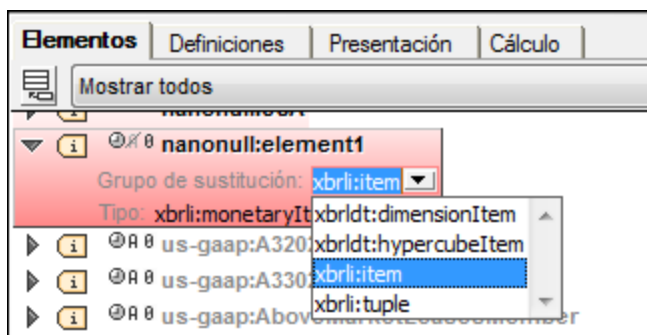 Elementos Definiciones Presentación Cálculo
Mostrar todos
nanonull:element1
Grupo de sustitución: xbrli:item
Tipo: xbrli:monetaryIt
xbrldt:dimensionItem
xbrldt:hypercubeItem
xbrli:item
xbrli:tuple
us-gaap:A320
us-gaap:A330
us-gaap:Abov